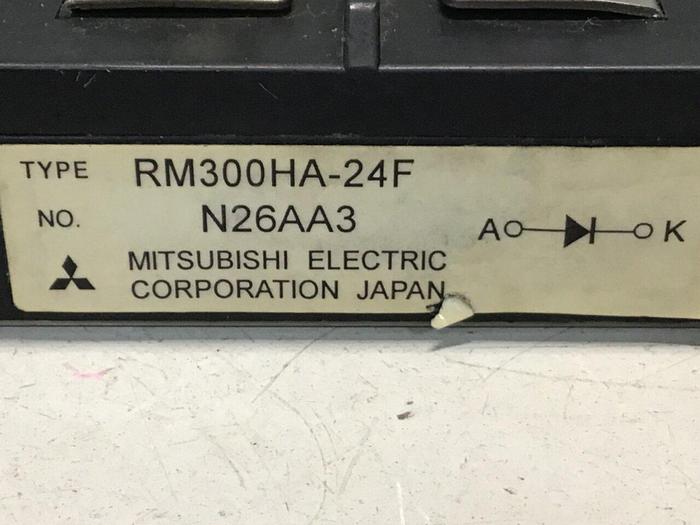 TYPE RM300HA-24F
NO. N26AA3
A K
MITSUBISHI ELECTRIC
CORPORATION JAPAN